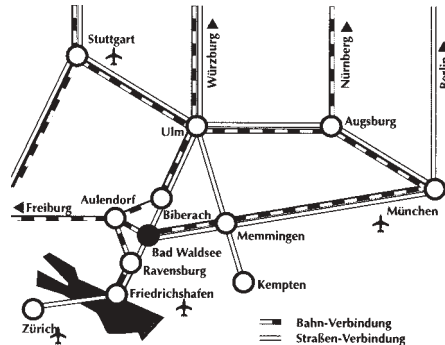 Würzburg
Nürnberg
Berlin
Stuttgart
Ulm
Augsburg
Freiburg
Aulendorf
Biberach
München
Memmingen
Bad Waldsee
Ravensburg
Kempten
Friedrichshafen
Zürich
Bahn-Verbindung
Straßen-Verbindung